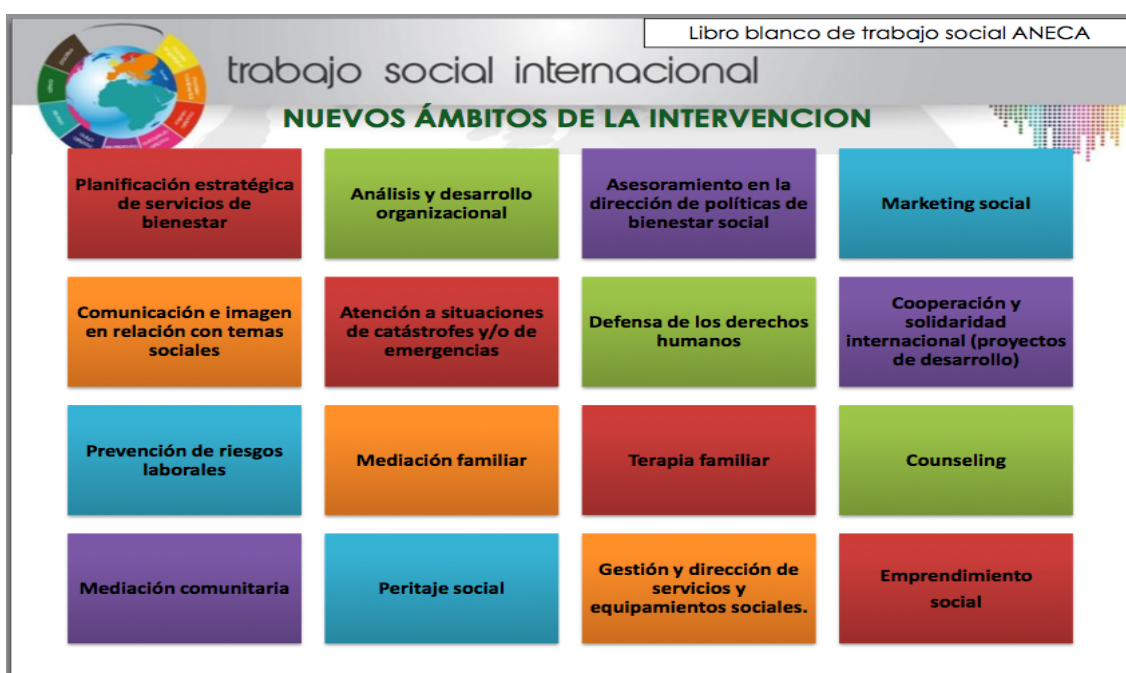 Libro blanco de trabajo social ANECA
trabajo social internacional
NUEVOS ÁMBITOS DE LA INTERVENCION
Planificación estratégica
de servicios de
bienestar
Análisis y desarrollo
organizacional
Asesoramiento en la
dirección de políticas de
bienestar social
Marketing social
Comunicación e imagen
en relación con temas
sociales
Atención a situaciones
de catástrofes y/o de
emergencias
Defensa de los derechos
humanos
Cooperación y
solidaridad
internacional (proyectos
de desarrollo)
Prevención de riesgos
laborales
Mediación familiar
Terapia familiar
Counseling
Mediación comunitaria
Peritaje social
Gestión y dirección de
servicios y
equipamientos sociales.
Emprendimiento
social